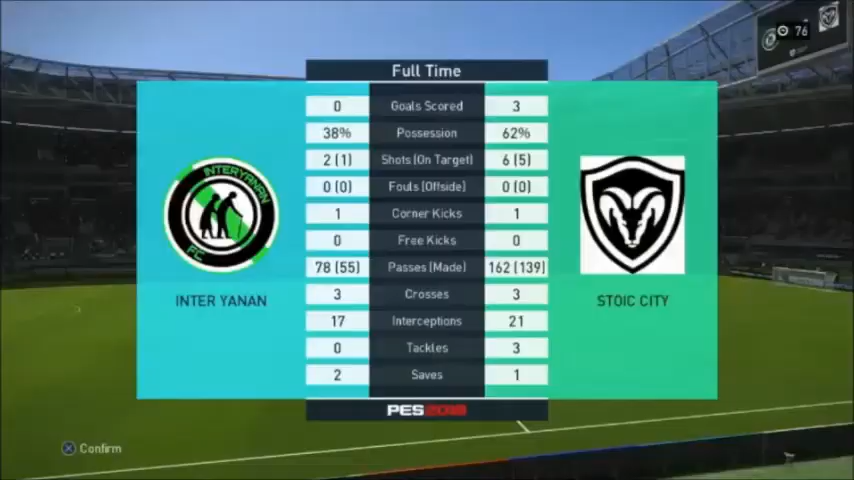 76
Full Time
0 Goals Scored 3
38% Possession 62%
2 (1) Shots (On Target) 6 (5)
0 (0) Fouls (Offside) 0 (0)
1 Corner Kicks 1
0 Free Kicks 0
78 (55) Passes (Made) 162 (139)
3 Crosses 3
17 Interceptions 21
0 Tackles 3
2 Saves 1
INTERYANAN
FC
INTER YANAN
STOIC CITY
PES2018
Confirm